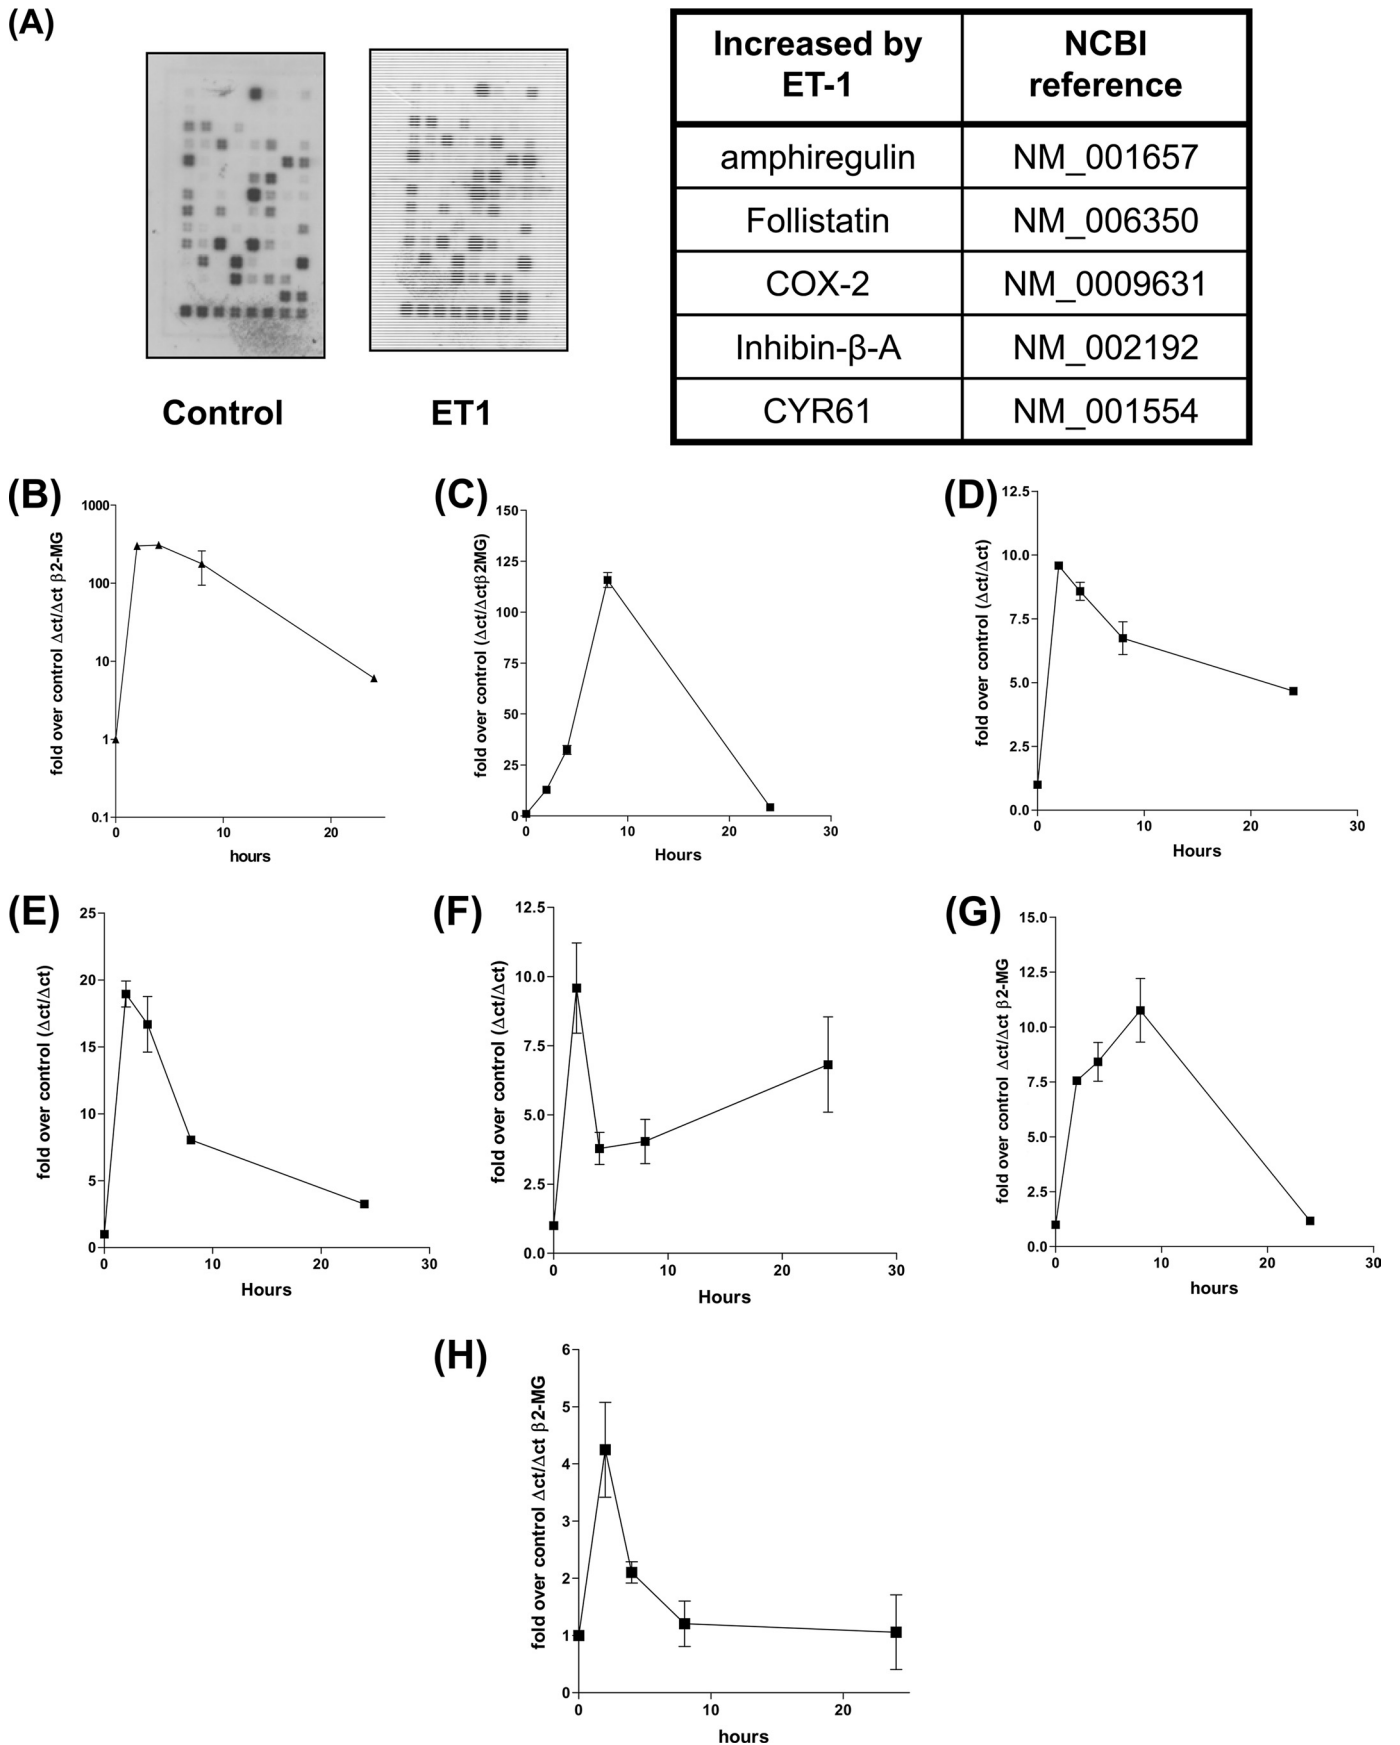 (A)
Control
ET1
Increased by ET-1
NCBI reference
amphiregulin
NM_001657
Follistatin
NM_006350
COX-2
NM_0009631
Inhibin-β-A
NM_002192
CYR61
NM_001554
(B)
fold over control Δct/Δct β2-MG
1000
100
10
1
0.1
0
10
20
hours
(C)
fold over control (Δct/Δctβ2MG)
150
125
100
75
50
25
0
0
10
20
30
Hours
(D)
fold over control (Δct/Δct)
12.5
10.0
7.5
5.0
2.5
0.0
0
10
20
30
Hours
(E)
fold over control (Δct/Δct)
25
20
15
10
5
0
0
10
20
30
Hours
(F)
fold over control (Δct/Δct)
12.5
10.0
7.5
5.0
2.5
0.0
0
10
20
30
Hours
(G)
fold over control Δct/Δct β2-MG
15.0
12.5
10.0
7.5
5.0
2.5
0.0
0
10
20
30
hours
(H)
fold over control Δct/Δct β2-MG
6
5
4
3
2
1
0
0
10
20
hours